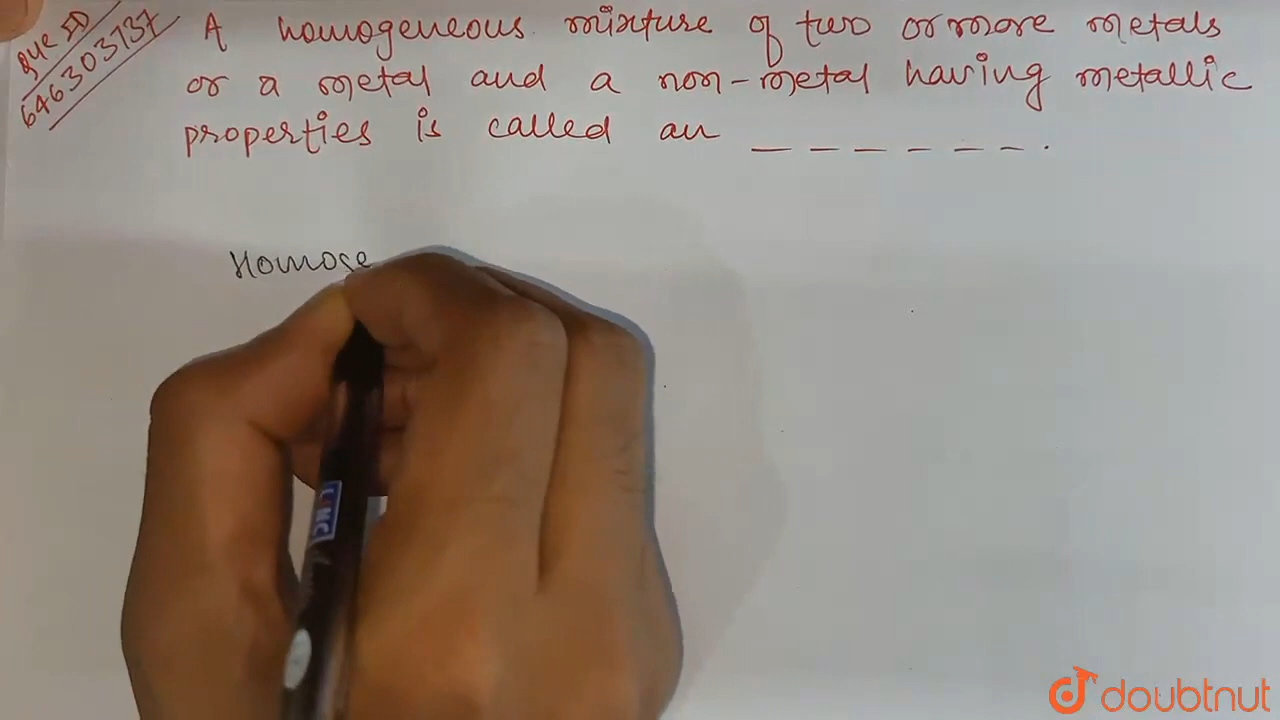 Que ID
646303737
A homogeneous mixture of two or more metals
or a metal and a non-metal having metallic
properties is called an _ _ _ _ _ _ .
Homoge
LINC
doubtnut